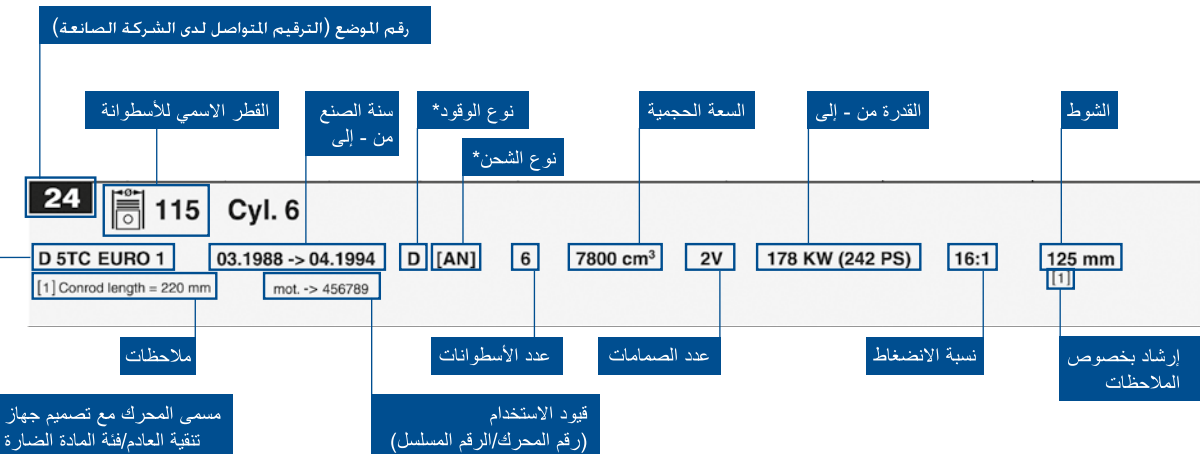 رقم الموضع (الترقيم المتواصل لدى الشركة الصانعة)
القطر الاسمي للأسطوانة
سنة الصنع
من - إلى
نوع الوقود*
نوع الشحن*
السعة الحجمية
القدرة من - إلى
الشوط
24
115 Cyl. 6
D 5TC EURO 1 03.1988 -> 04.1994 D [AN] 6 7800 cm³ 2V 178 KW (242 PS) 16:1 125 mm
[1]
[1] Conrod length = 220 mm mot. -> 456789
ملاحظات
عدد الأسطوانات
عدد الصمامات
نسبة الانضغاط
إرشاد بخصوص
الملاحظات
مسمى المحرك مع تصميم جهاز
تنقية العادم/فئة المادة الضارة
قيود الاستخدام
(رقم المحرك/الرقم المسلسل)